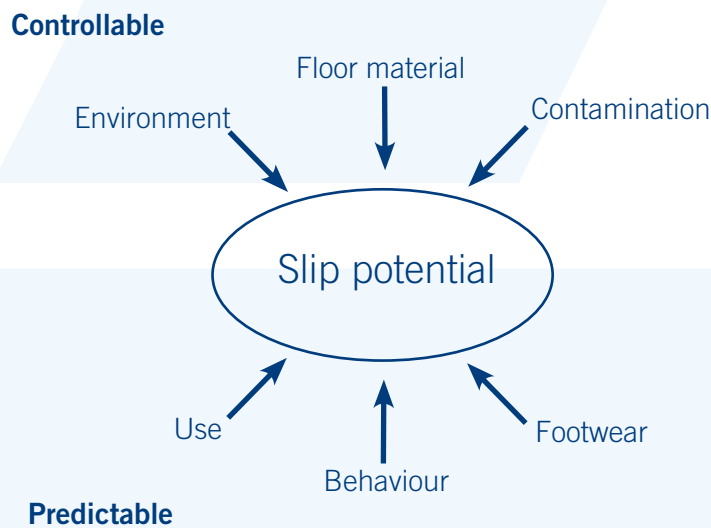 Controllable
Floor material
Environment
Contamination
Slip potential
Use
Footwear
Behaviour
Predictable